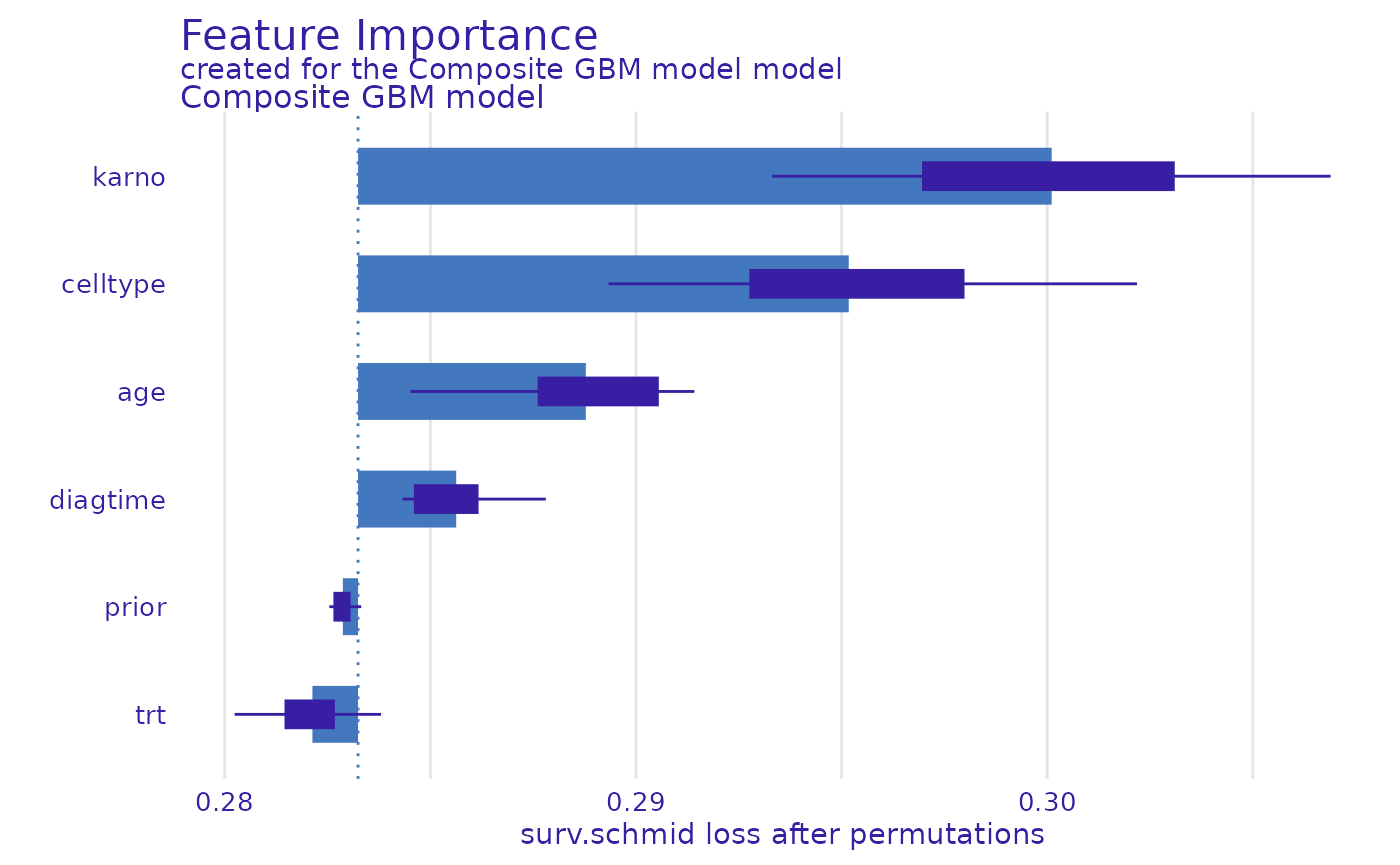 Feature Importance
created for the Composite GBM model model
Composite GBM model
karno
celltype
age
diagtime
prior
trt
0.28 0.29 0.30
surv.schmid loss after permutations